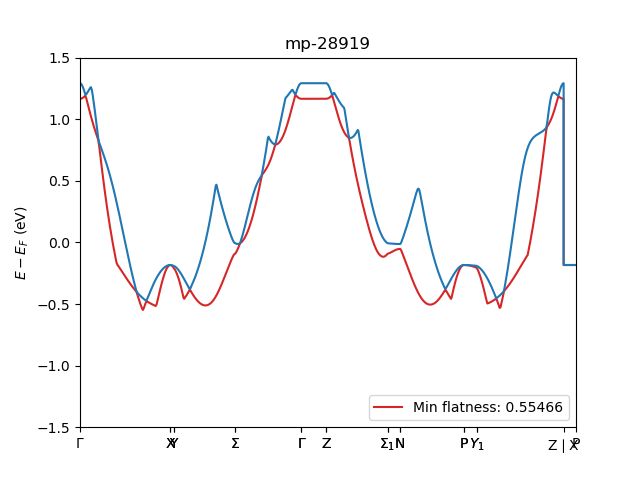 mp-28919
E − E_F (eV)
1.5
1.0
0.5
0.0
−0.5
−1.0
−1.5
Min flatness: 0.55466
Γ X Y Σ Γ Z Σ₁ N P Y₁ Z | X P